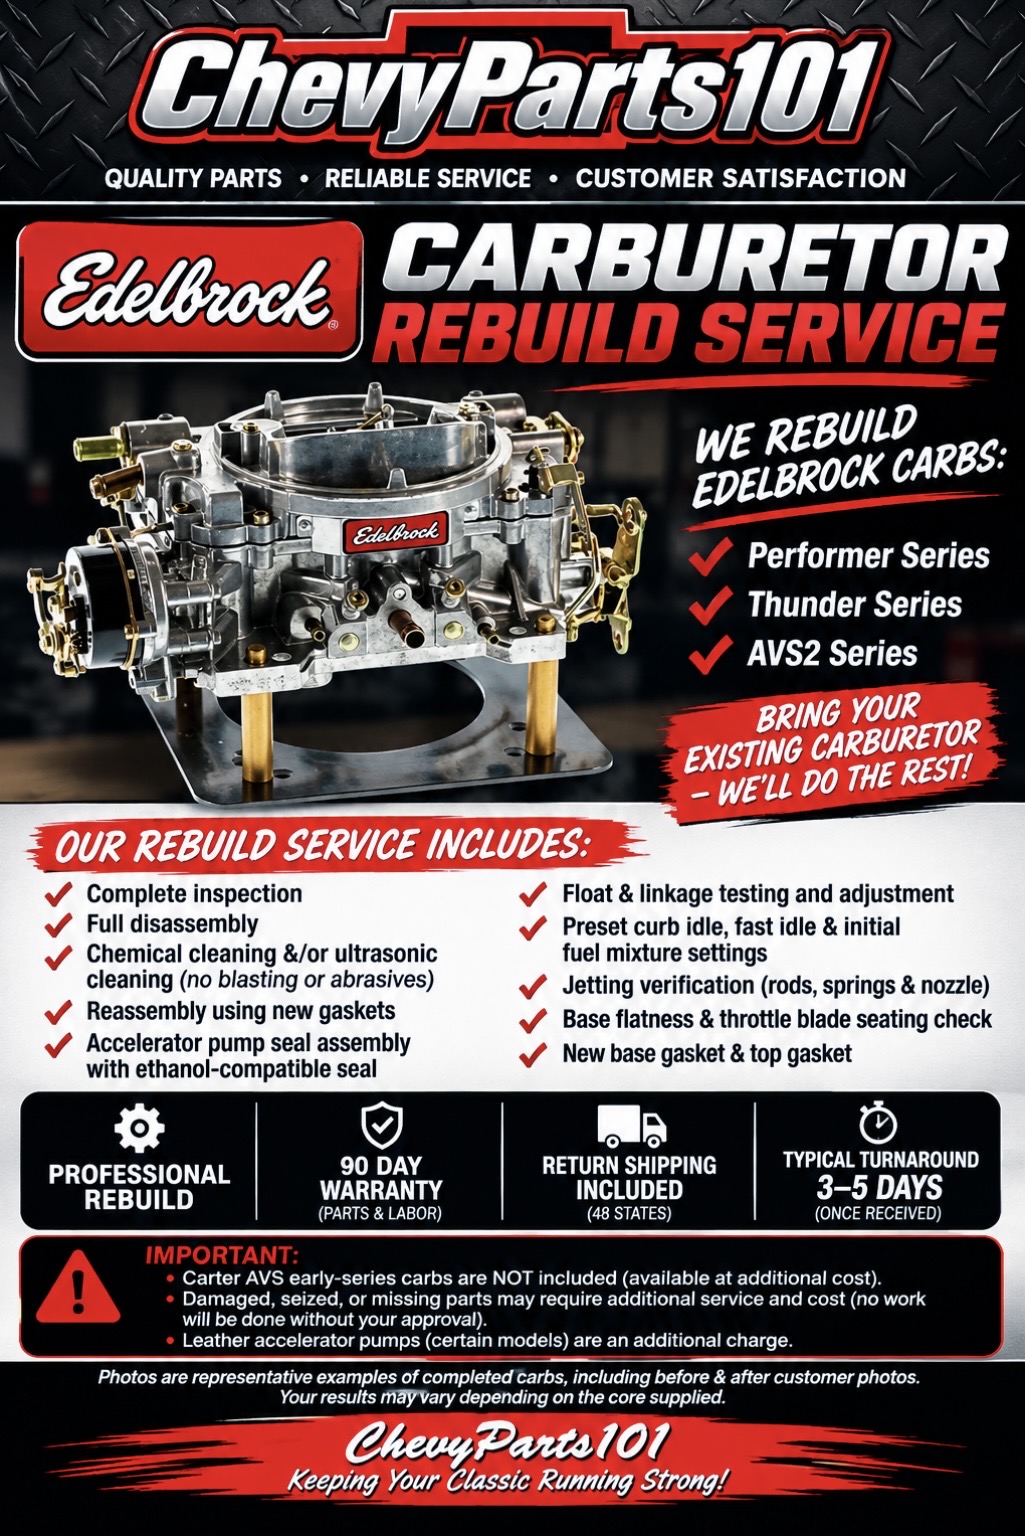 ChevyParts101
QUALITY PARTS • RELIABLE SERVICE • CUSTOMER SATISFACTION
Edelbrock®
CARBURETOR
REBUILD SERVICE
WE REBUILD
EDELBROCK CARBS:
Performer Series
Thunder Series
AVS2 Series
Edelbrock
BRING YOUR
EXISTING CARBURETOR
– WE'LL DO THE REST!
OUR REBUILD SERVICE INCLUDES:
Complete inspection
Full disassembly
Chemical cleaning &/or ultrasonic
cleaning (no blasting or abrasives)
Reassembly using new gaskets
Accelerator pump seal assembly
with ethanol-compatible seal
Float & linkage testing and adjustment
Preset curb idle, fast idle & initial
fuel mixture settings
Jetting verification (rods, springs & nozzle)
Base flatness & throttle blade seating check
New base gasket & top gasket
PROFESSIONAL
REBUILD
90 DAY
WARRANTY
(PARTS & LABOR)
RETURN SHIPPING
INCLUDED
(48 STATES)
TYPICAL TURNAROUND
3–5 DAYS
(ONCE RECEIVED)
IMPORTANT:
• Carter AVS early-series carbs are NOT included (available at additional cost).
• Damaged, seized, or missing parts may require additional service and cost (no work
will be done without your approval).
• Leather accelerator pumps (certain models) are an additional charge.
Photos are representative examples of completed carbs, including before & after customer photos.
Your results may vary depending on the core supplied.
ChevyParts101
Keeping Your Classic Running Strong!